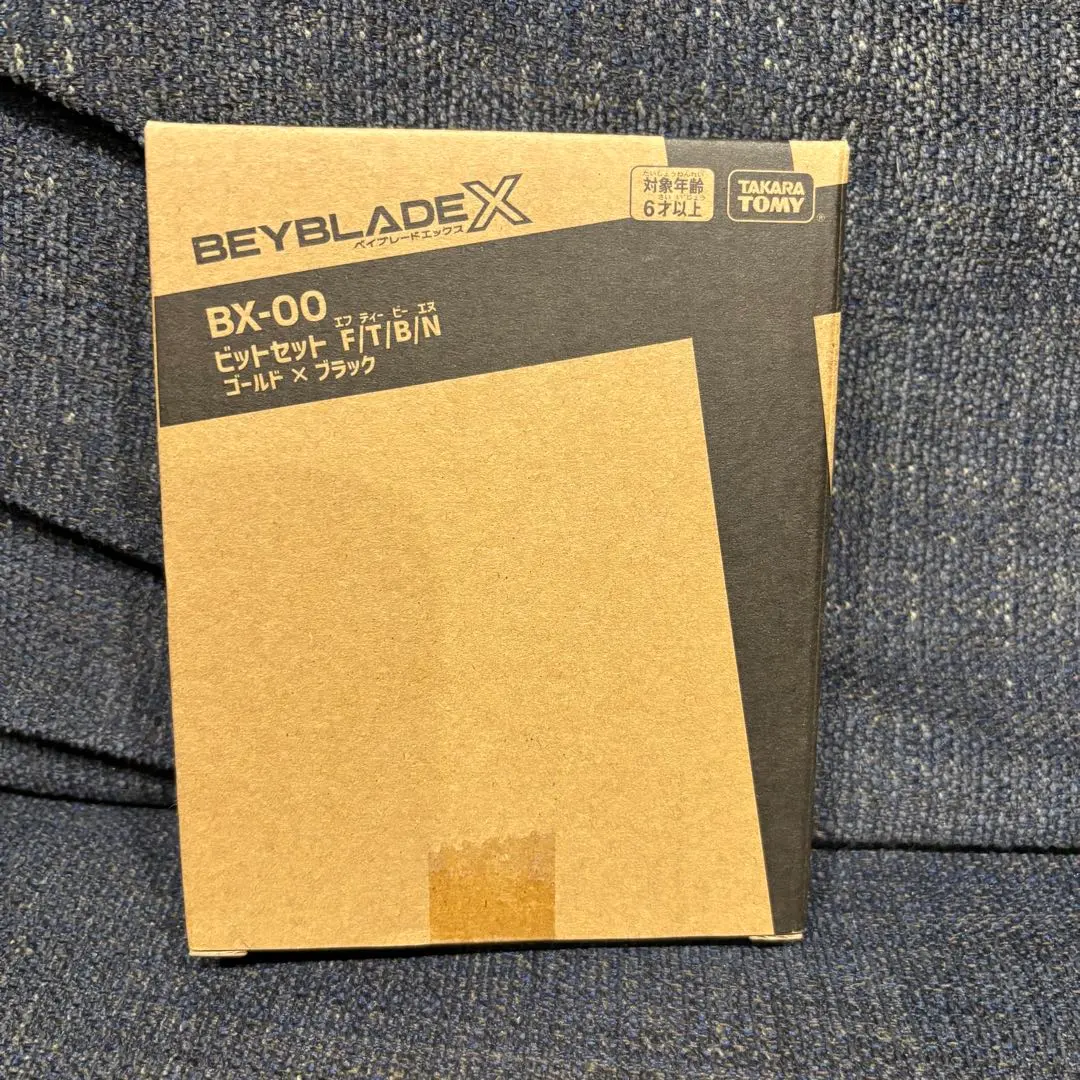 BEYBLADE X
ベイブレードエックス
たいしょうねんれい
対象年齢
さい いじょう
6才以上
TAKARA
TOMY
®
BX-00
エフ ティー ビー エヌ
ビットセット F/T/B/N
ゴールド × ブラック